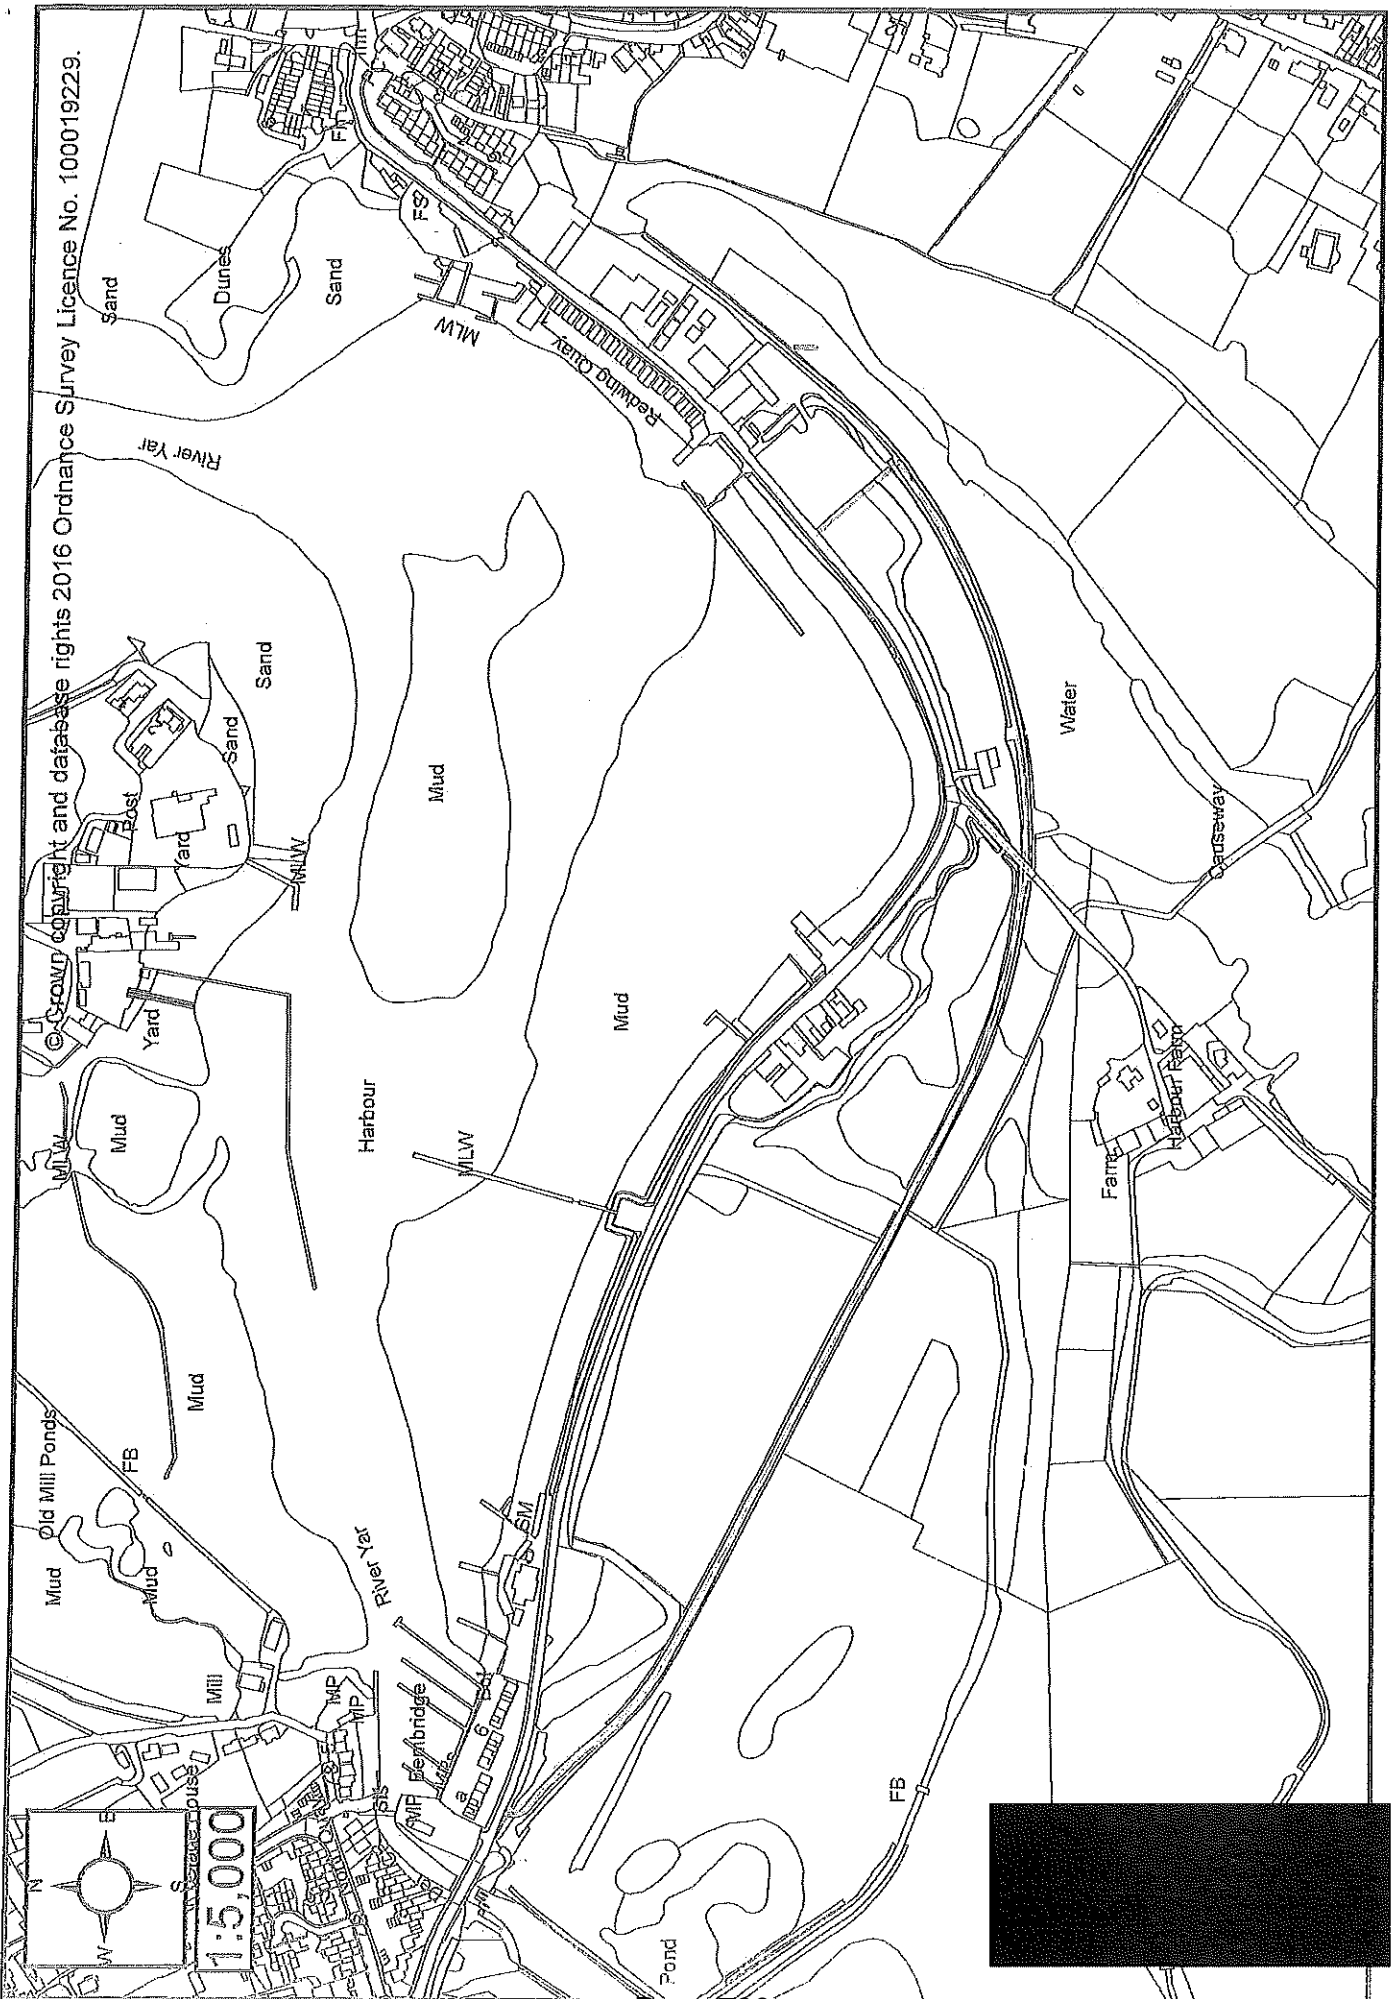 © Crown copyright and database rights 2016 Ordnance Survey Licence No. 100019229.
N
W
E
S
1:5,000
Old Mill Ponds
Mud
Mud
FB
Mill
MP
MP
Mud
MLW
Mud
Yard
Post
Yard
Sand
Sand
MLW
River Yar
Sand
Dunes
Sand
FS
MLW
Redwing Quay
Mud
Harbour
MLW
Mud
River Yar
Bembridge
MP
6
SM
Water
Causeway
Harbour Farm
Farm
FB
Pond